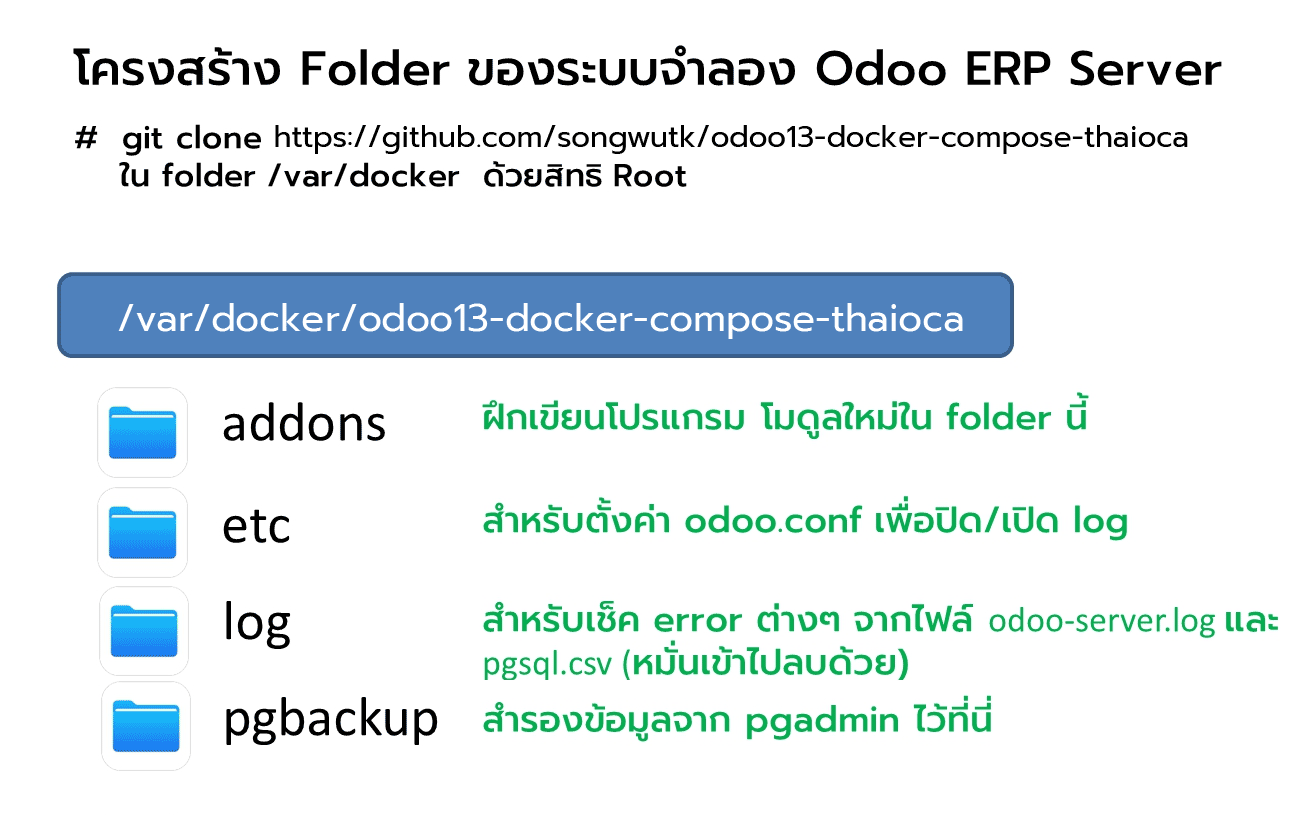 โครงสร้าง Folder ของระบบจำลอง Odoo ERP Server
# git clone https://github.com/songwutk/odoo13-docker-compose-thaioca
ใน folder /var/docker ด้วยสิทธิ Root
/var/docker/odoo13-docker-compose-thaioca
addons ฝึกเขียนโปรแกรม โมดูลใหม่ใน folder นี้
etc สำหรับตั้งค่า odoo.conf เพื่อปิด/เปิด log
log สำหรับเช็ค error ต่างๆ จากไฟล์ odoo-server.log และ
pgsql.csv (หมั่นเข้าไปลบด้วย)
pgbackup สำรองข้อมูลจาก pgadmin ไว้ที่นี่